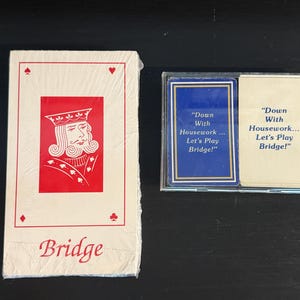 Bridge
"Down
With
Housework ...
Let's Play
Bridge!"
"Down
With
Housework...
Let's Play
Bridge!"